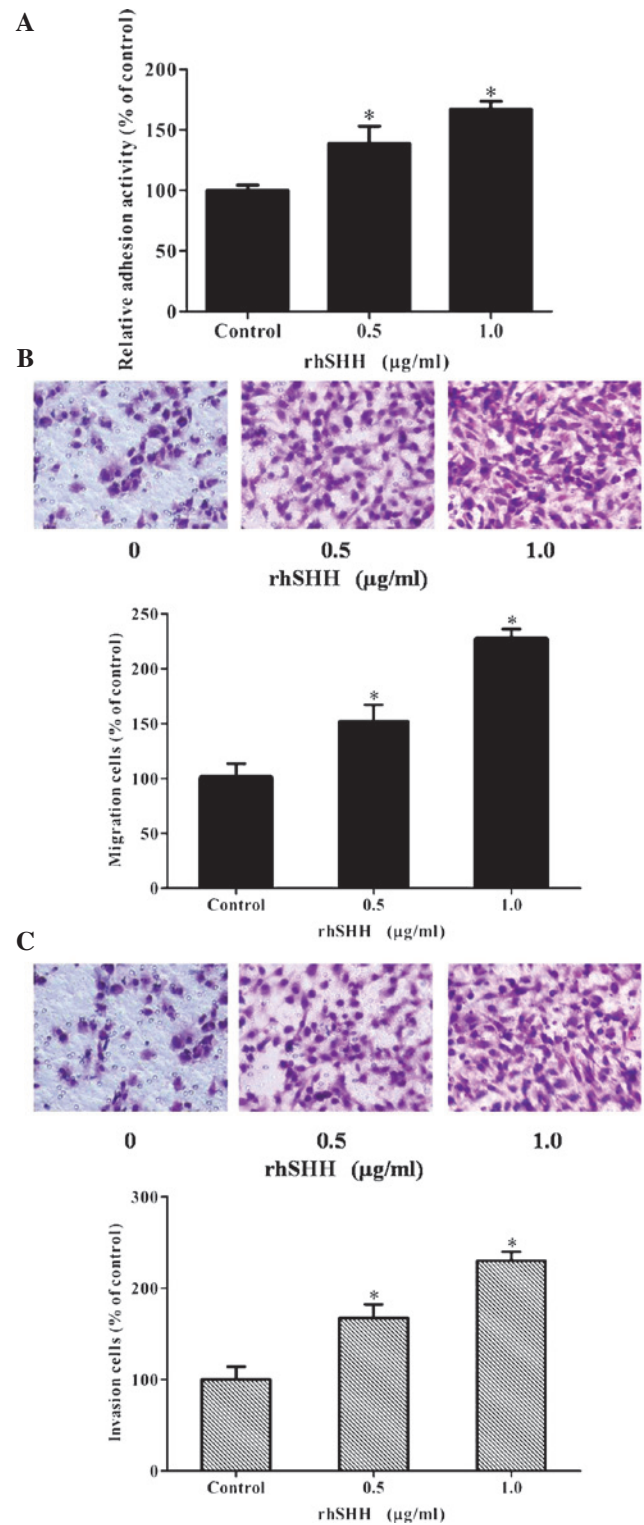 A
Relative adhesion activity (% of control)
200
150
100
50
0
*
*
Control 0.5 1.0
rhSHH (µg/ml)
B
0 0.5 1.0
rhSHH (µg/ml)
Migration cells (% of control)
250
200
150
100
50
0
*
*
Control 0.5 1.0
rhSHH (µg/ml)
C
0 0.5 1.0
rhSHH (µg/ml)
Invasion cells (% of control)
300
200
100
0
*
*
Control 0.5 1.0
rhSHH (µg/ml)